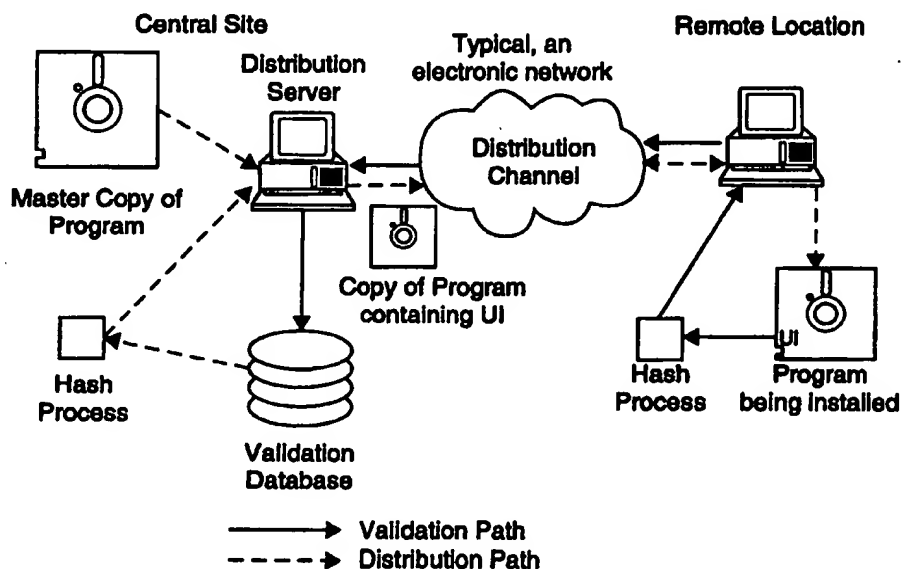 Central Site
Remote Location
Typical, an
electronic network
Distribution
Server
Distribution
Channel
Master Copy of
Program
Copy of Program
containing UI
UI
Hash
Process
Hash
Process
Program
being installed
Validation
Database
Validation Path
Distribution Path